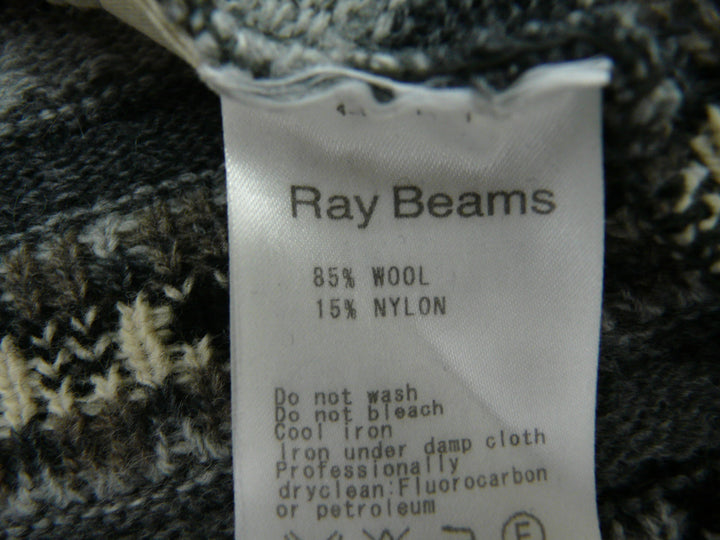 Ray Beams
85% WOOL
15% NYLON
Do not wash
Do not bleach
Cool iron
Iron under damp cloth
Professionally
dryclean:Fluorocarbon
or petroleum
F